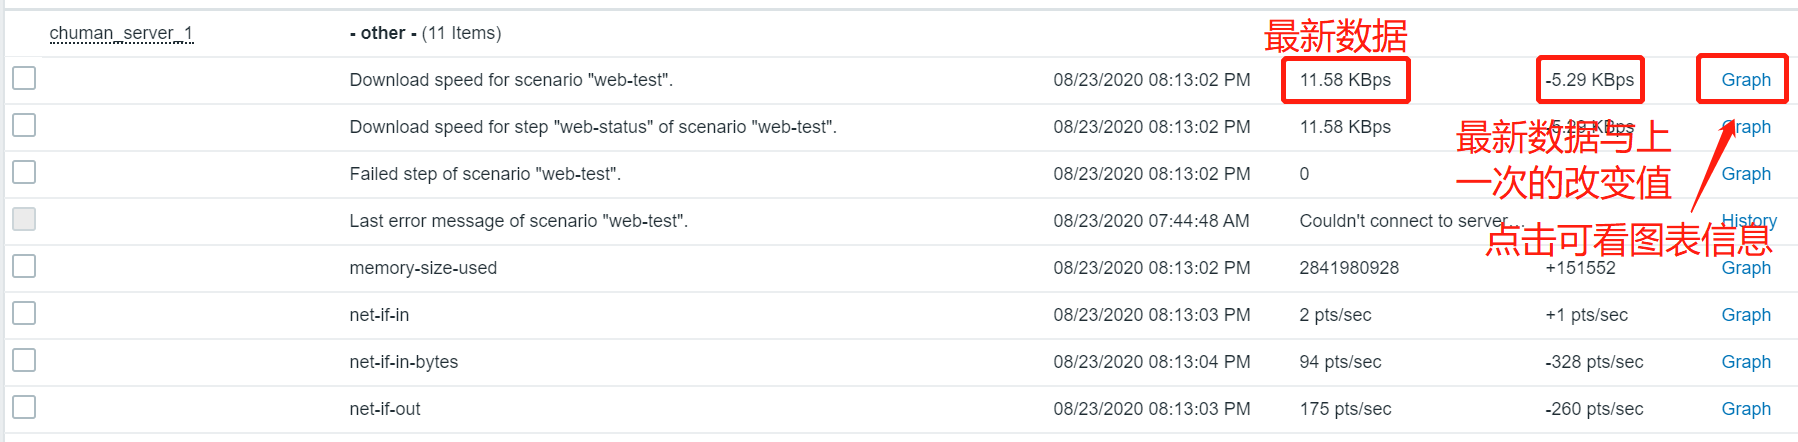 chuman_server_1 - other - (11 Items) 最新数据
Download speed for scenario "web-test". 08/23/2020 08:13:02 PM 11.58 KBps -5.29 KBps Graph
Download speed for step "web-status" of scenario "web-test". 08/23/2020 08:13:02 PM 11.58 KBps -5.29 KBps Graph
最新数据与上
Failed step of scenario "web-test". 08/23/2020 08:13:02 PM 0 Graph
一次的改变值
Last error message of scenario "web-test". 08/23/2020 07:44:48 AM Couldn't connect to server... History
点击可看图表信息
memory-size-used 08/23/2020 08:13:02 PM 2841980928 +151552 Graph
net-if-in 08/23/2020 08:13:03 PM 2 pts/sec +1 pts/sec Graph
net-if-in-bytes 08/23/2020 08:13:04 PM 94 pts/sec -328 pts/sec Graph
net-if-out 08/23/2020 08:13:03 PM 175 pts/sec -260 pts/sec Graph